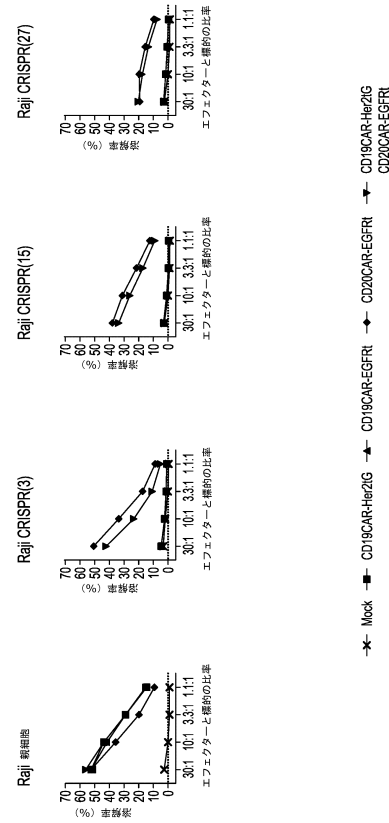 Raji 親細胞
溶解率 (%)
70
60
50
40
30
20
10
0
30:1 10:1 3.3:1 1.1:1
エフェクターと標的の比率
Raji CRISPR(3)
溶解率 (%)
70
60
50
40
30
20
10
0
30:1 10:1 3.3:1 1.1:1
エフェクターと標的の比率
Raji CRISPR(15)
溶解率 (%)
70
60
50
40
30
20
10
0
30:1 10:1 3.3:1 1.1:1
エフェクターと標的の比率
Raji CRISPR(27)
溶解率 (%)
70
60
50
40
30
20
10
0
30:1 10:1 3.3:1 1.1:1
エフェクターと標的の比率
Mock CD19CAR-Her2tG CD19CAR-EGFRt CD20CAR-EGFRt CD19CAR-Her2tG
CD20CAR-EGFRt